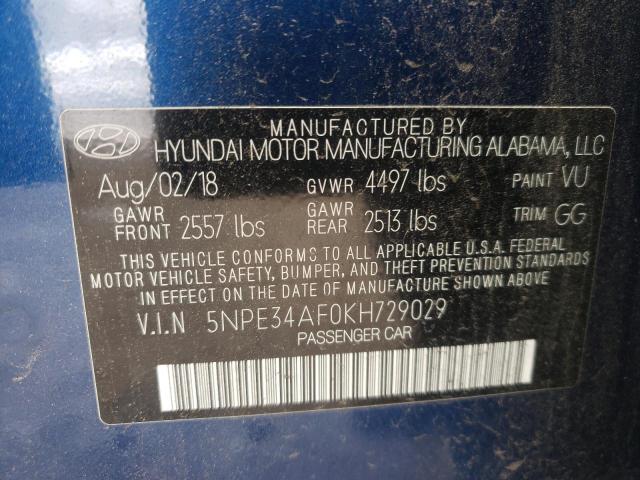 MANUFACTURED BY
HYUNDAI MOTOR MANUFACTURING ALABAMA, LLC
Aug/02/18 GVWR 4497 lbs PAINT VU
GAWR FRONT 2557 lbs GAWR REAR 2513 lbs TRIM GG
THIS VEHICLE CONFORMS TO ALL APPLICABLE U.S.A. FEDERAL
MOTOR VEHICLE SAFETY, BUMPER, AND THEFT PREVENTION STANDARDS
IN EFFECT ON THE DATE OF MANUFACTURE SHOWN ABOVE
V.I.N 5NPE34AF0KH729029
PASSENGER CAR